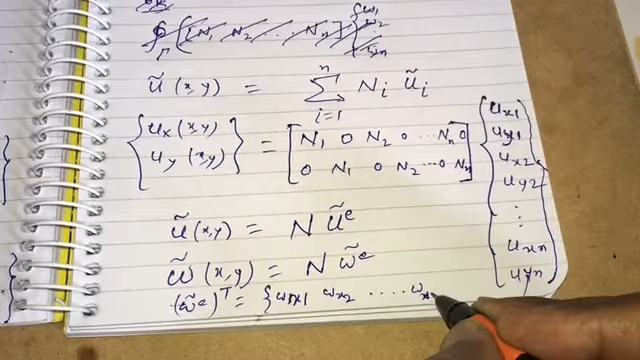 ũ (x,y) = Σ_{i=1}^{n} N_i ũ_i
{u_x (x,y) u_y (x,y)} = [N_1 0 N_2 0 ... N_n 0
0 N_1 0 N_2 ... 0 N_n] {u_x1 u_y1 u_x2 u_y2 ⋮ u_xn u_yn}
ũ (x,y) = N ũ^e
w̃ (x,y) = N w̃^e
(w̃^e)^T = {w_x1 w_x2 .... w_xn